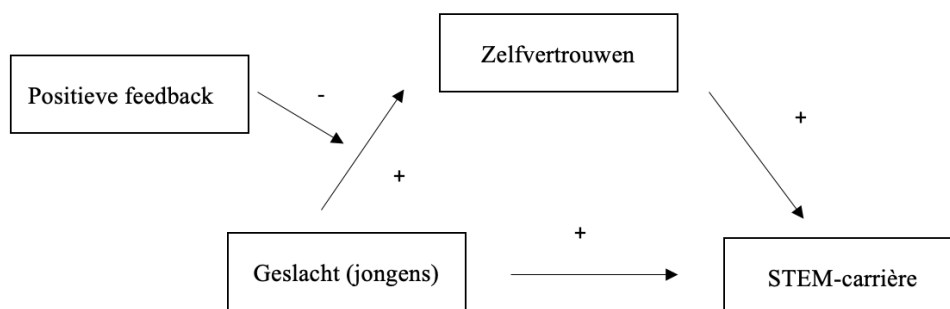 Zelfvertrouwen
Positieve feedback
-
+
+
+
Geslacht (jongens)
STEM-carrière